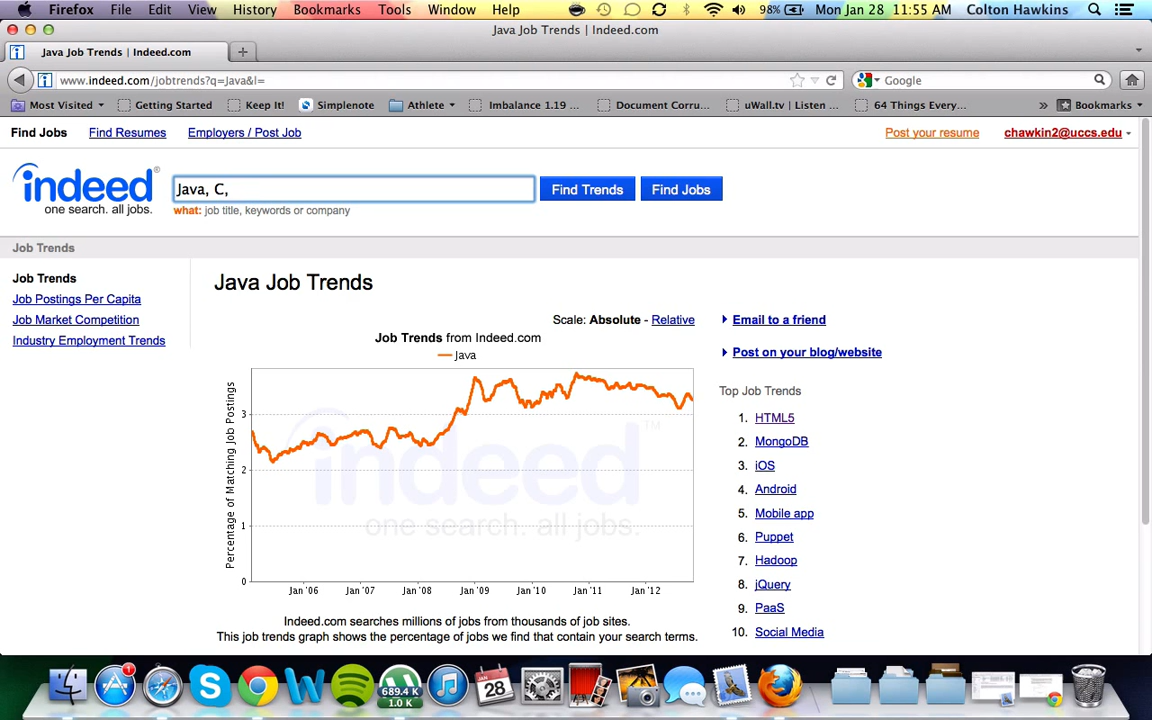 Firefox File Edit View History Bookmarks Tools Window Help 98% Mon Jan 28 11:55 AM Colton Hawkins
Java Job Trends | Indeed.com
Java Job Trends | Indeed.com
www.indeed.com/jobtrends?q=Java&l= Google
Most Visited Getting Started Keep It! Simplenote Athlete Imbalance 1.19 ... Document Corru... uWall.tv | Listen ... 64 Things Every... » Bookmarks
Find Jobs Find Resumes Employers / Post Job Post your resume chawkin2@uccs.edu
indeed®
one search. all jobs.
Java, C, Find Trends Find Jobs
what: job title, keywords or company
Job Trends
Job Trends
Job Postings Per Capita
Job Market Competition
Industry Employment Trends
Java Job Trends
Scale: Absolute - Relative
Job Trends from Indeed.com
Java
Percentage of Matching Job Postings
3
2
1
0
indeed™
one search. all jobs.
Jan '06 Jan '07 Jan '08 Jan '09 Jan '10 Jan '11 Jan '12
Indeed.com searches millions of jobs from thousands of job sites.
This job trends graph shows the percentage of jobs we find that contain your search terms.
Email to a friend
Post on your blog/website
Top Job Trends
1. HTML5
2. MongoDB
3. iOS
4. Android
5. Mobile app
6. Puppet
7. Hadoop
8. jQuery
9. PaaS
10. Social Media
1
689.4 K
1.0 K
JAN
28